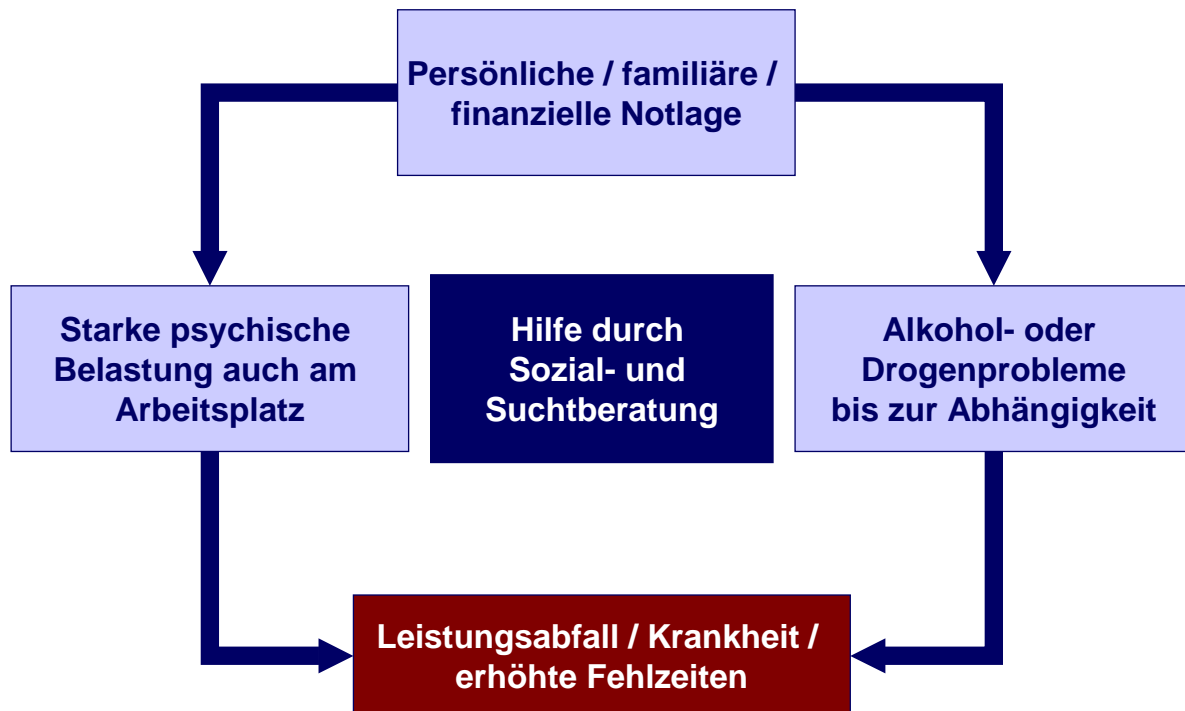 Persönliche / familiäre /
finanzielle Notlage
Starke psychische
Belastung auch am
Arbeitsplatz
Hilfe durch
Sozial- und
Suchtberatung
Alkohol- oder
Drogenprobleme
bis zur Abhängigkeit
Leistungsabfall / Krankheit /
erhöhte Fehlzeiten